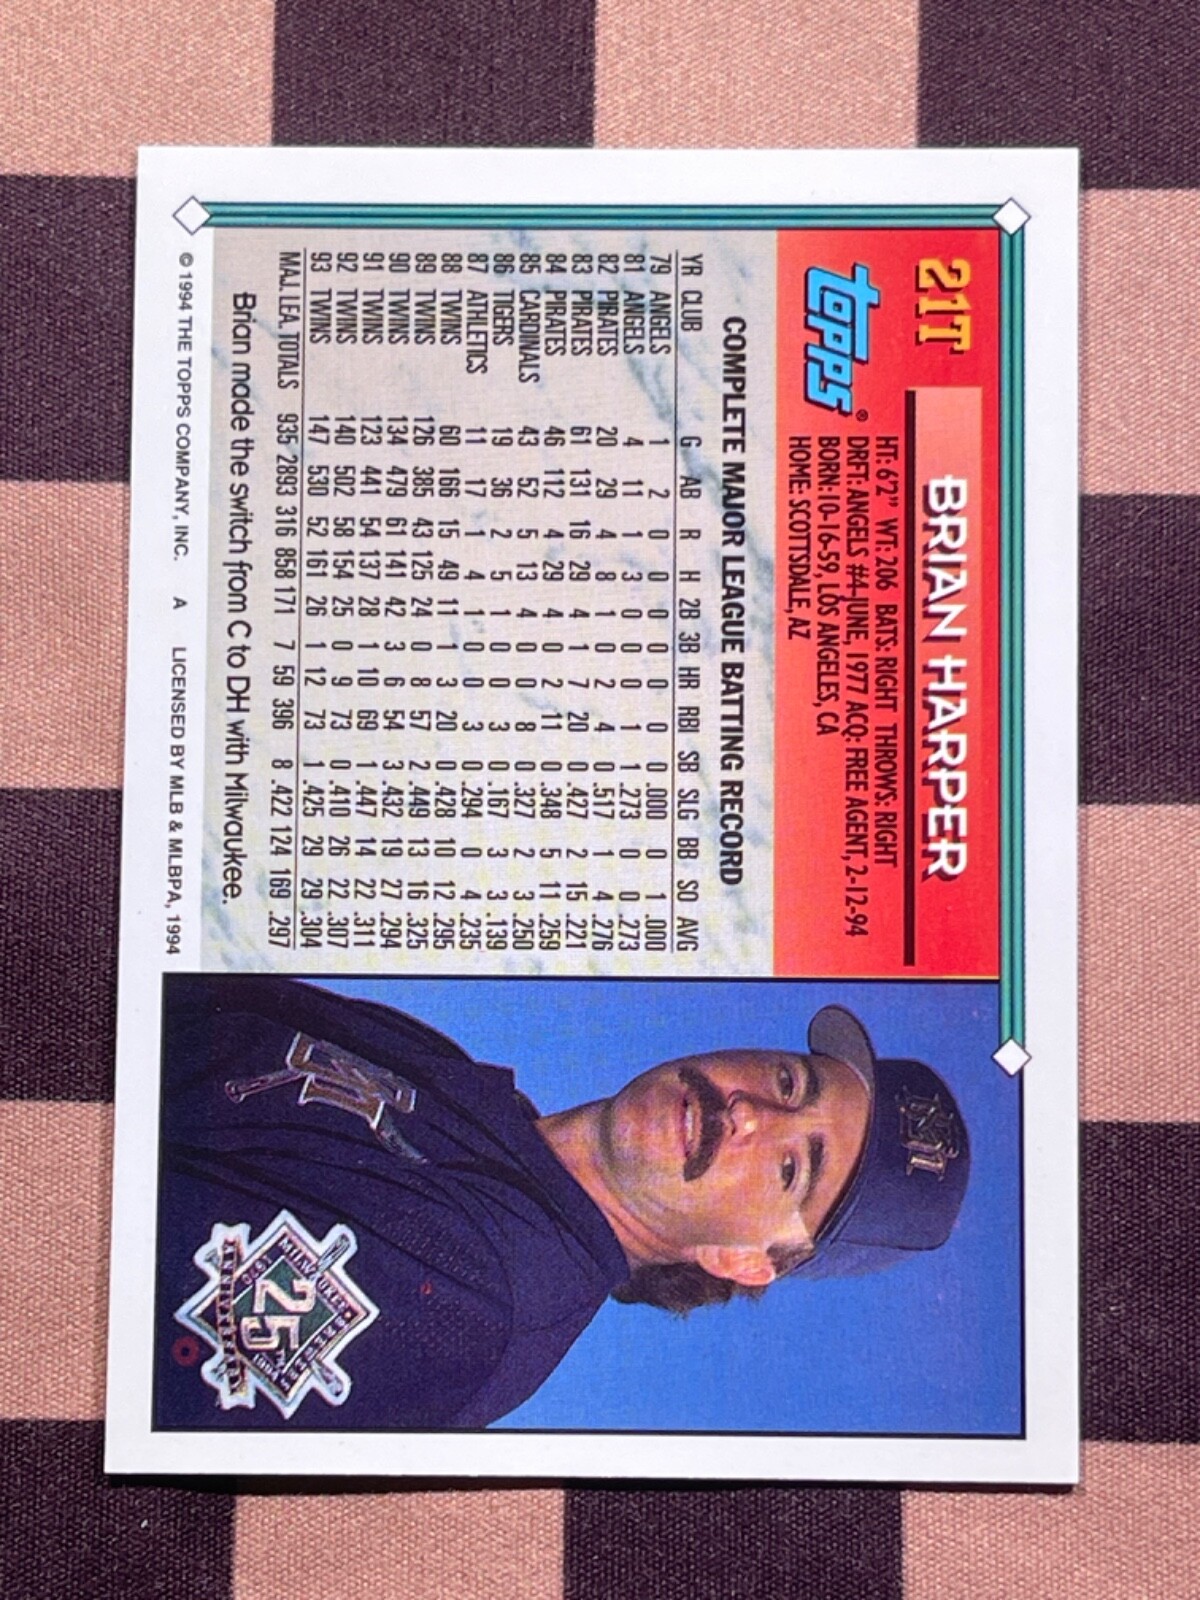 21T
BRIAN HARPER
topps®
HT: 6'2" WT: 206 BATS: RIGHT THROWS: RIGHT
DRFT: ANGELS #4-JUNE, 1977 ACQ: FREE AGENT, 2-12-94
BORN: 10-16-59, LOS ANGELES, CA
HOME: SCOTTSDALE, AZ
COMPLETE MAJOR LEAGUE BATTING RECORD
YR CLUB G AB R H 2B 3B HR RBI SB SLG BB SO AVG
79 ANGELS 1 2 0 0 0 0 0 0 0 .000 0 1 .000
81 ANGELS 4 11 1 3 0 0 0 1 1 .273 0 0 .273
82 PIRATES 20 29 4 8 1 0 2 4 0 .517 1 4 .276
83 PIRATES 61 131 16 29 4 1 7 20 0 .427 2 15 .221
84 PIRATES 46 112 4 29 4 0 2 11 0 .348 5 11 .259
85 CARDINALS 43 52 5 13 4 0 0 8 0 .327 2 3 .250
86 TIGERS 19 36 2 5 1 0 0 3 0 .167 3 3 .139
87 ATHLETICS 11 17 1 4 1 0 0 3 0 .294 0 4 .235
88 TWINS 60 166 15 49 11 1 3 20 0 .428 10 12 .295
89 TWINS 126 385 43 125 24 0 8 57 2 .449 13 16 .325
90 TWINS 134 479 61 141 42 3 6 54 3 .432 19 27 .294
91 TWINS 123 441 54 137 28 1 10 69 1 .447 14 22 .311
92 TWINS 140 502 58 154 25 0 9 73 0 .410 26 22 .307
93 TWINS 147 530 52 161 26 1 12 73 1 .425 29 29 .304
MAJ. LEA. TOTALS 935 2893 316 858 171 7 59 396 8 .422 124 169 .297
Brian made the switch from C to DH with Milwaukee.
© 1994 THE TOPPS COMPANY, INC. A LICENSED BY MLB & MLBPA, 1994
M
MILWAUKEE BREWERS
1970
25TH
1994
ANNIVERSARY